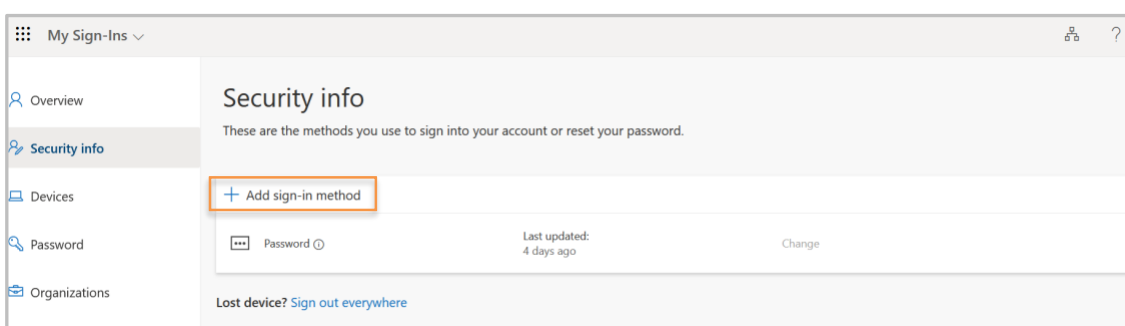 My Sign-Ins
?
Overview
Security info
Devices
Password
Organizations
Security info
These are the methods you use to sign into your account or reset your password.
+ Add sign-in method
Password
Last updated:
4 days ago
Change
Lost device? Sign out everywhere